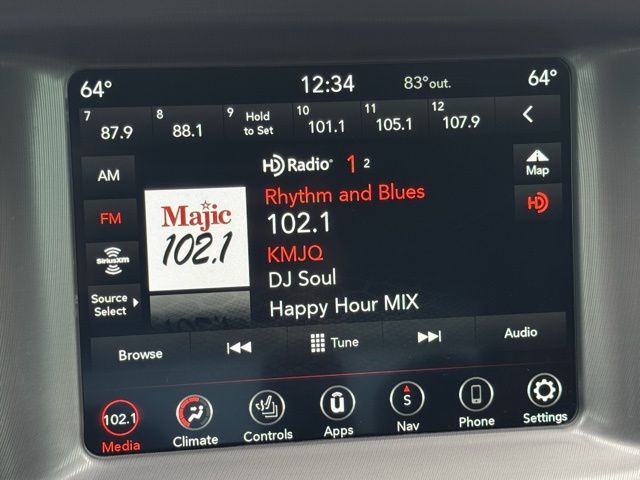 64° 12:34 83°out. 64°
7 87.9 8 88.1 9 Hold to Set 10 101.1 11 105.1 12 107.9
HD Radio 1 2
AM
Map
Rhythm and Blues
FM
HD
Majic
102.1
102.1
KMJQ
SiriusXM
DJ Soul
Source
Select
Happy Hour MIX
102.1
Browse Tune Audio
102.1 ü S
Media Climate Controls Apps Nav Phone Settings